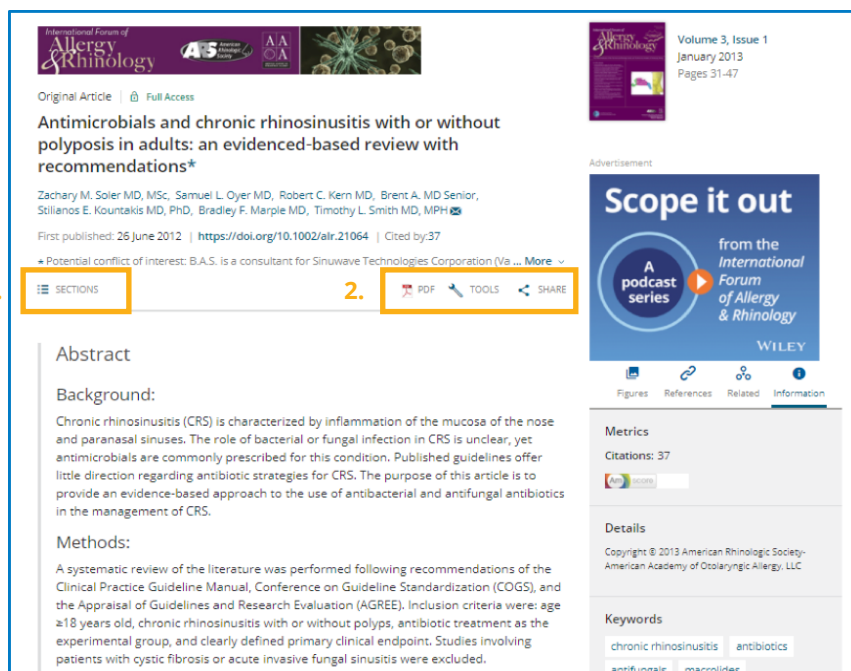 International Forum of
Allergy
& Rhinology
ARS American Rhinologic Society
AAOA
Original Article | Full Access
Antimicrobials and chronic rhinosinusitis with or without
polyposis in adults: an evidenced-based review with
recommendations*
Zachary M. Soler MD, MSc, Samuel L. Oyer MD, Robert C. Kern MD, Brent A. MD Senior,
Stilianos E. Kountakis MD, PhD, Bradley F. Marple MD, Timothy L. Smith MD, MPH
First published: 26 June 2012 | https://doi.org/10.1002/alr.21064 | Cited by:37
* Potential conflict of interest: B.A.S. is a consultant for Sinuwave Technologies Corporation (Va ... More
SECTIONS
2.
PDF TOOLS SHARE
Abstract
Background:
Chronic rhinosinusitis (CRS) is characterized by inflammation of the mucosa of the nose
and paranasal sinuses. The role of bacterial or fungal infection in CRS is unclear, yet
antimicrobials are commonly prescribed for this condition. Published guidelines offer
little direction regarding antibiotic strategies for CRS. The purpose of this article is to
provide an evidence-based approach to the use of antibacterial and antifungal antibiotics
in the management of CRS.
Methods:
A systematic review of the literature was performed following recommendations of the
Clinical Practice Guideline Manual, Conference on Guideline Standardization (COGS), and
the Appraisal of Guidelines and Research Evaluation (AGREE). Inclusion criteria were: age
≥18 years old, chronic rhinosinusitis with or without polyps, antibiotic treatment as the
experimental group, and clearly defined primary clinical endpoint. Studies involving
patients with cystic fibrosis or acute invasive fungal sinusitis were excluded.
Allergy
& Rhinology
Volume 3, Issue 1
January 2013
Pages 31-47
Advertisement
Scope it out
A
podcast
series
from the
International
Forum
of Allergy
& Rhinology
WILEY
Figures References Related Information
Metrics
Citations: 37
Am score
Details
Copyright © 2013 American Rhinologic Society-
American Academy of Otolaryngic Allergy, LLC
Keywords
chronic rhinosinusitis antibiotics
antifungals macrolides